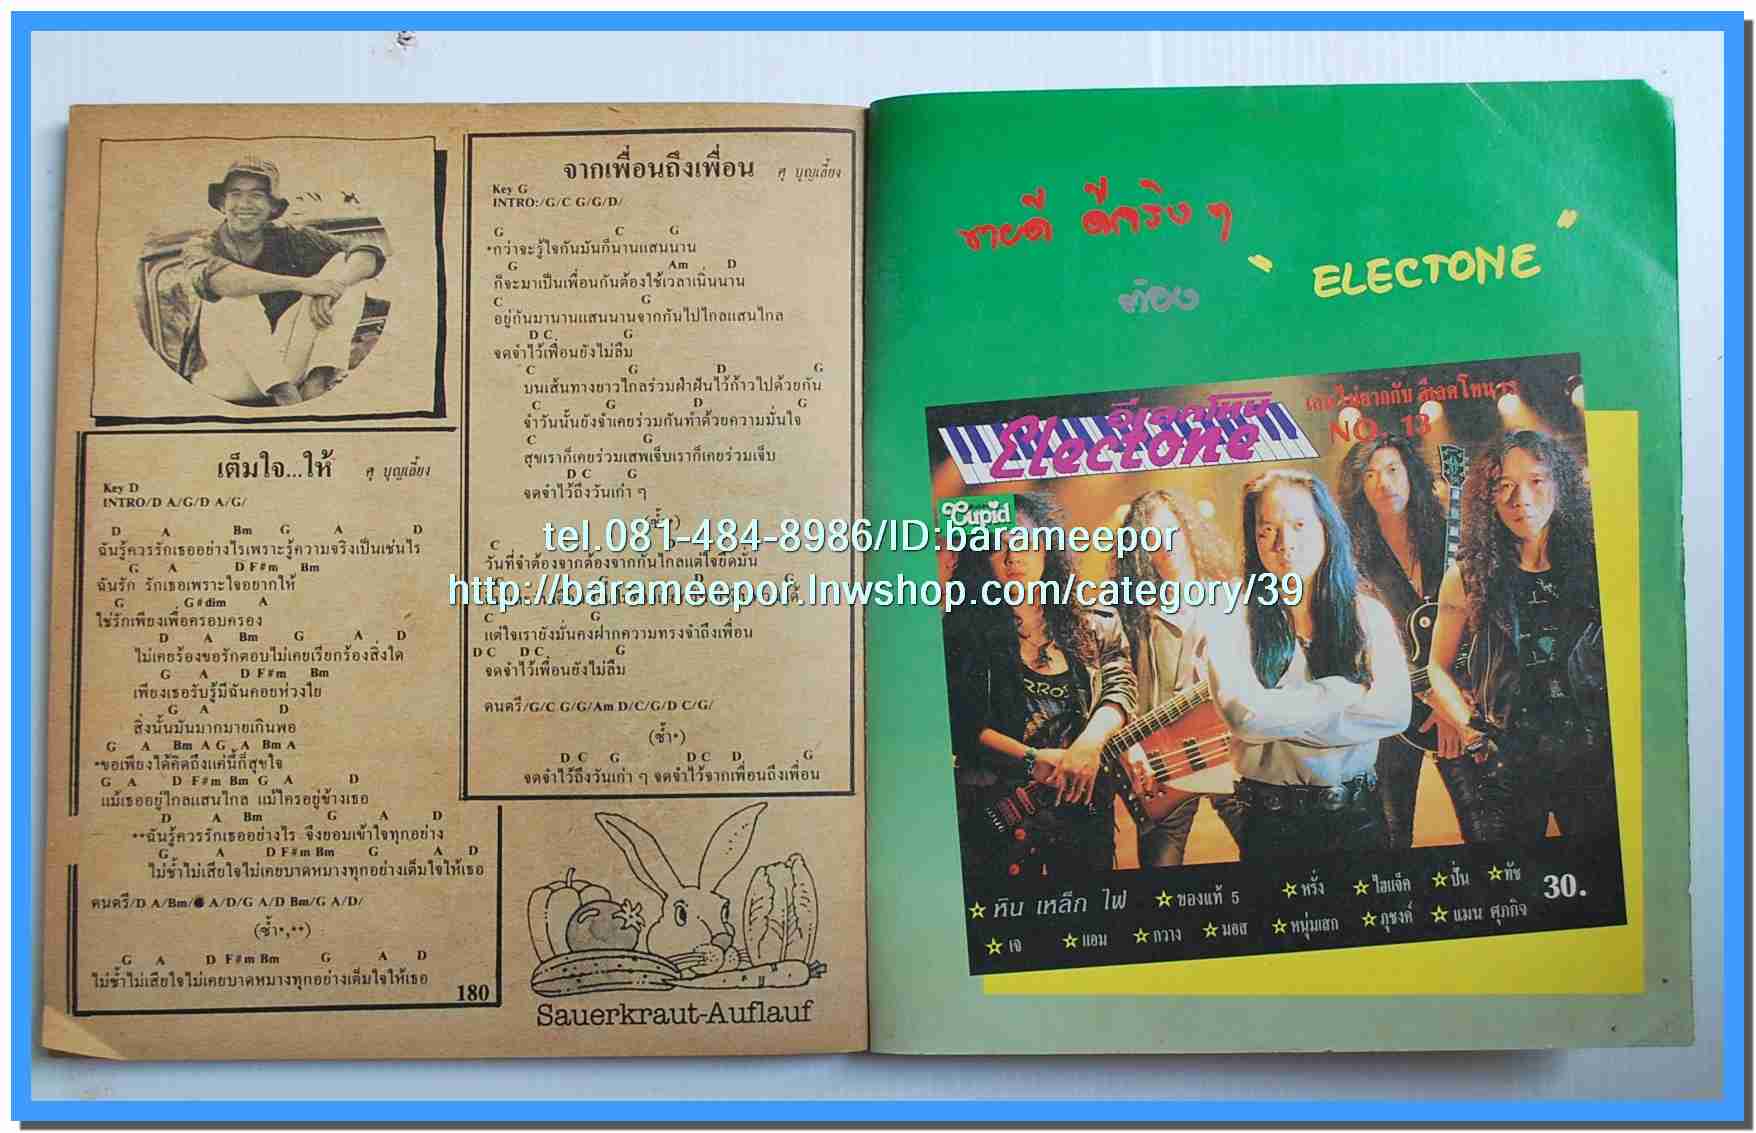 เต็มใจ...ให้ ศุ บุญเลี้ยง
Key D
INTRO/D A/G/D A/G/
D A Bm G A D
ฉันรู้ควรรักเธออย่างไรเพราะรู้ความจริงเป็นเช่นไร
G A D F#m Bm
ฉันรัก รักเธอเพราะใจอยากให้
G G#dim A
ใช่รักเพียงเพื่อครอบครอง
D A Bm G A D
ไม่เคยร้องขอรักตอบไม่เคยเรียกร้องสิ่งใด
G A D F#m Bm
เพียงเธอรับรู้มีฉันคอยห่วงใย
G A D
สิ่งนั้นมันมากมายเกินพอ
G A Bm A G A Bm A
*ขอเพียงได้คิดถึงแค่นี้ก็สุขใจ
G A D F#m Bm G A D
แม้เธออยู่ไกลแสนไกล แม้ใครอยู่ข้างเธอ
D A Bm G A D
**ฉันรู้ควรรักเธออย่างไร จึงยอมเข้าใจทุกอย่าง
G A D F#m Bm G A D
ไม่ช้ำไม่เสียใจไม่เคยบาดหมางทุกอย่างเต็มใจให้เธอ
ดนตรี/D A/Bm/ A/D/G A/D Bm/G A/D/
(ซ้ำ*,**)
G A D F#m Bm G A D
ไม่ช้ำไม่เสียใจไม่เคยบาดหมางทุกอย่างเต็มใจให้เธอ
180
จากเพื่อนถึงเพื่อน ศุ บุญเลี้ยง
Key G
INTRO:/G/C G/G/D/
G C G
*กว่าจะรู้ใจกันมันก็นานแสนนาน
G Am D
ก็จะมาเป็นเพื่อนกันต้องใช้เวลาเนิ่นนาน
C G
อยู่กันมานานแสนนานจากกันไปไกลแสนไกล
D C G
จดจำไว้เพื่อนยังไม่ลืม
C G D G
บนเส้นทางยาวไกลร่วมฝ่าฝันไว้ก้าวไปด้วยกัน
C G D G
จำวันนั้นยังจำเคยร่วมกันทำด้วยความมั่นใจ
C G
สุขเราก็เคยร่วมเสพเจ็บเราก็เคยร่วมเจ็บ
D C G
จดจำไว้ถึงวันเก่า ๆ
(ซ้ำ*)
C D
วันที่จำต้องจากต้องจากกันไกลแต่ใจยึดมั่น
C G D G
C G
แต่ใจเรายังมั่นคงฝากความทรงจำถึงเพื่อน
D C D C G
จดจำไว้เพื่อนยังไม่ลืม
ดนตรี/G/C G/G/Am D/C/G/D C/G/
(ซ้ำ*)
D C G D C D G
จดจำไว้ถึงวันเก่า ๆ จดจำไว้จากเพื่อนถึงเพื่อน
Sauerkraut-Auflauf
tel.081-484-8986/ID:barameepor
http://barameepor.lnwshop.com/category/39
ขายดี ดีจริง ๆ
ต้อง " ELECTONE "
อีเลคโทน
Electone
เล่นไม่ยากกับ อีเลคโทน
NO. 13
Cupid
☆ หิน เหล็ก ไฟ ☆ ของแท้ 5 ☆ หรั่ง ☆ ไฮแจ็ค ☆ ปั่น ☆ ทัช 30.
☆ เจ ☆ แอม ☆ กวาง ☆ มอส ☆ หนุ่มเสก ☆ ภูชงค์ ☆ แมน ศุภกิจ